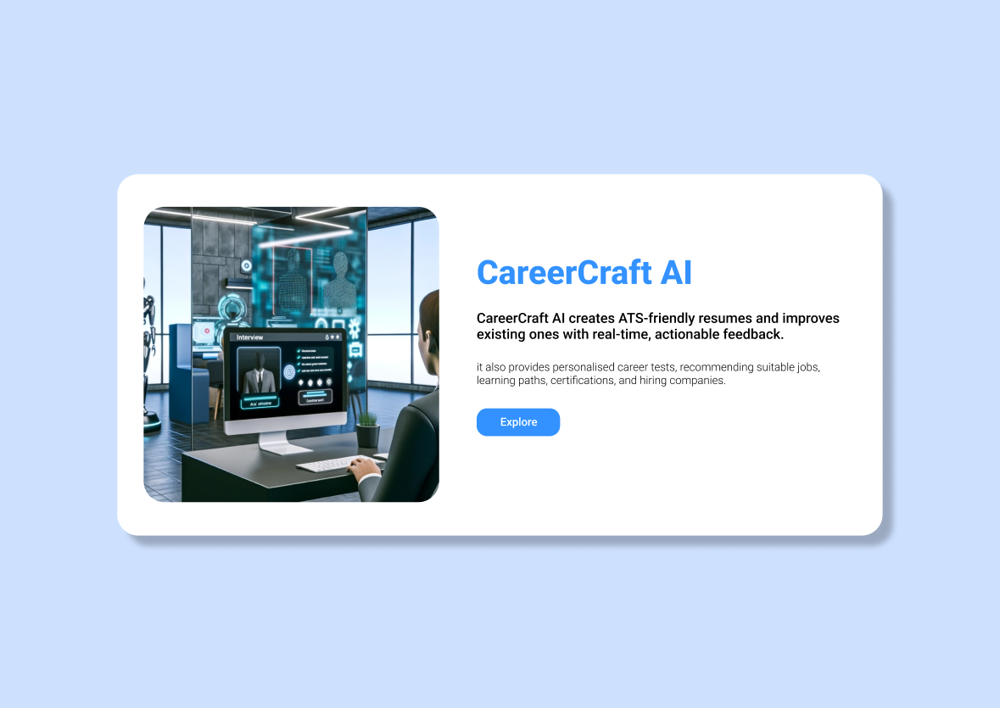 Interview
CareerCraft AI
CareerCraft AI creates ATS-friendly resumes and improves
existing ones with real-time, actionable feedback.
it also provides personalised career tests, recommending suitable jobs,
learning paths, certifications, and hiring companies.
Explore